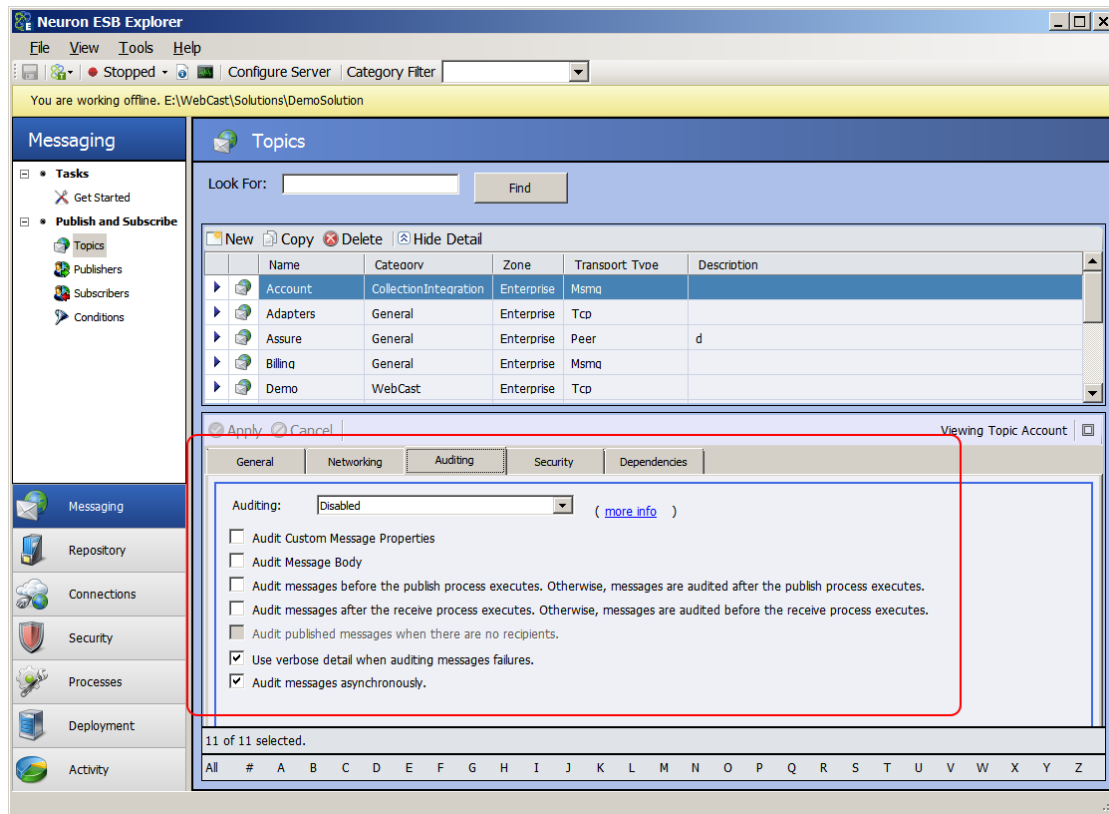 Neuron ESB Explorer
File View Tools Help
Stopped Configure Server Category Filter
You are working offline. E:\WebCast\Solutions\DemoSolution
Messaging
Tasks
Get Started
Publish and Subscribe
Topics
Publishers
Subscribers
Conditions
Messaging
Repository
Connections
Security
Processes
Deployment
Activity
Topics
Look For: Find
New Copy Delete Hide Detail
Name Category Zone Transport Type Description
Account CollectionIntegration Enterprise Msmq
Adapters General Enterprise Tcp
Assure General Enterprise Peer d
Billing General Enterprise Msmq
Demo WebCast Enterprise Tcp
Apply Cancel Viewing Topic Account
General Networking Auditing Security Dependencies
Auditing: Disabled ( more info )
Audit Custom Message Properties
Audit Message Body
Audit messages before the publish process executes. Otherwise, messages are audited after the publish process executes.
Audit messages after the receive process executes. Otherwise, messages are audited before the receive process executes.
Audit published messages when there are no recipients.
Use verbose detail when auditing messages failures.
Audit messages asynchronously.
11 of 11 selected.
All # A B C D E F G H I J K L M N O P Q R S T U V W X Y Z